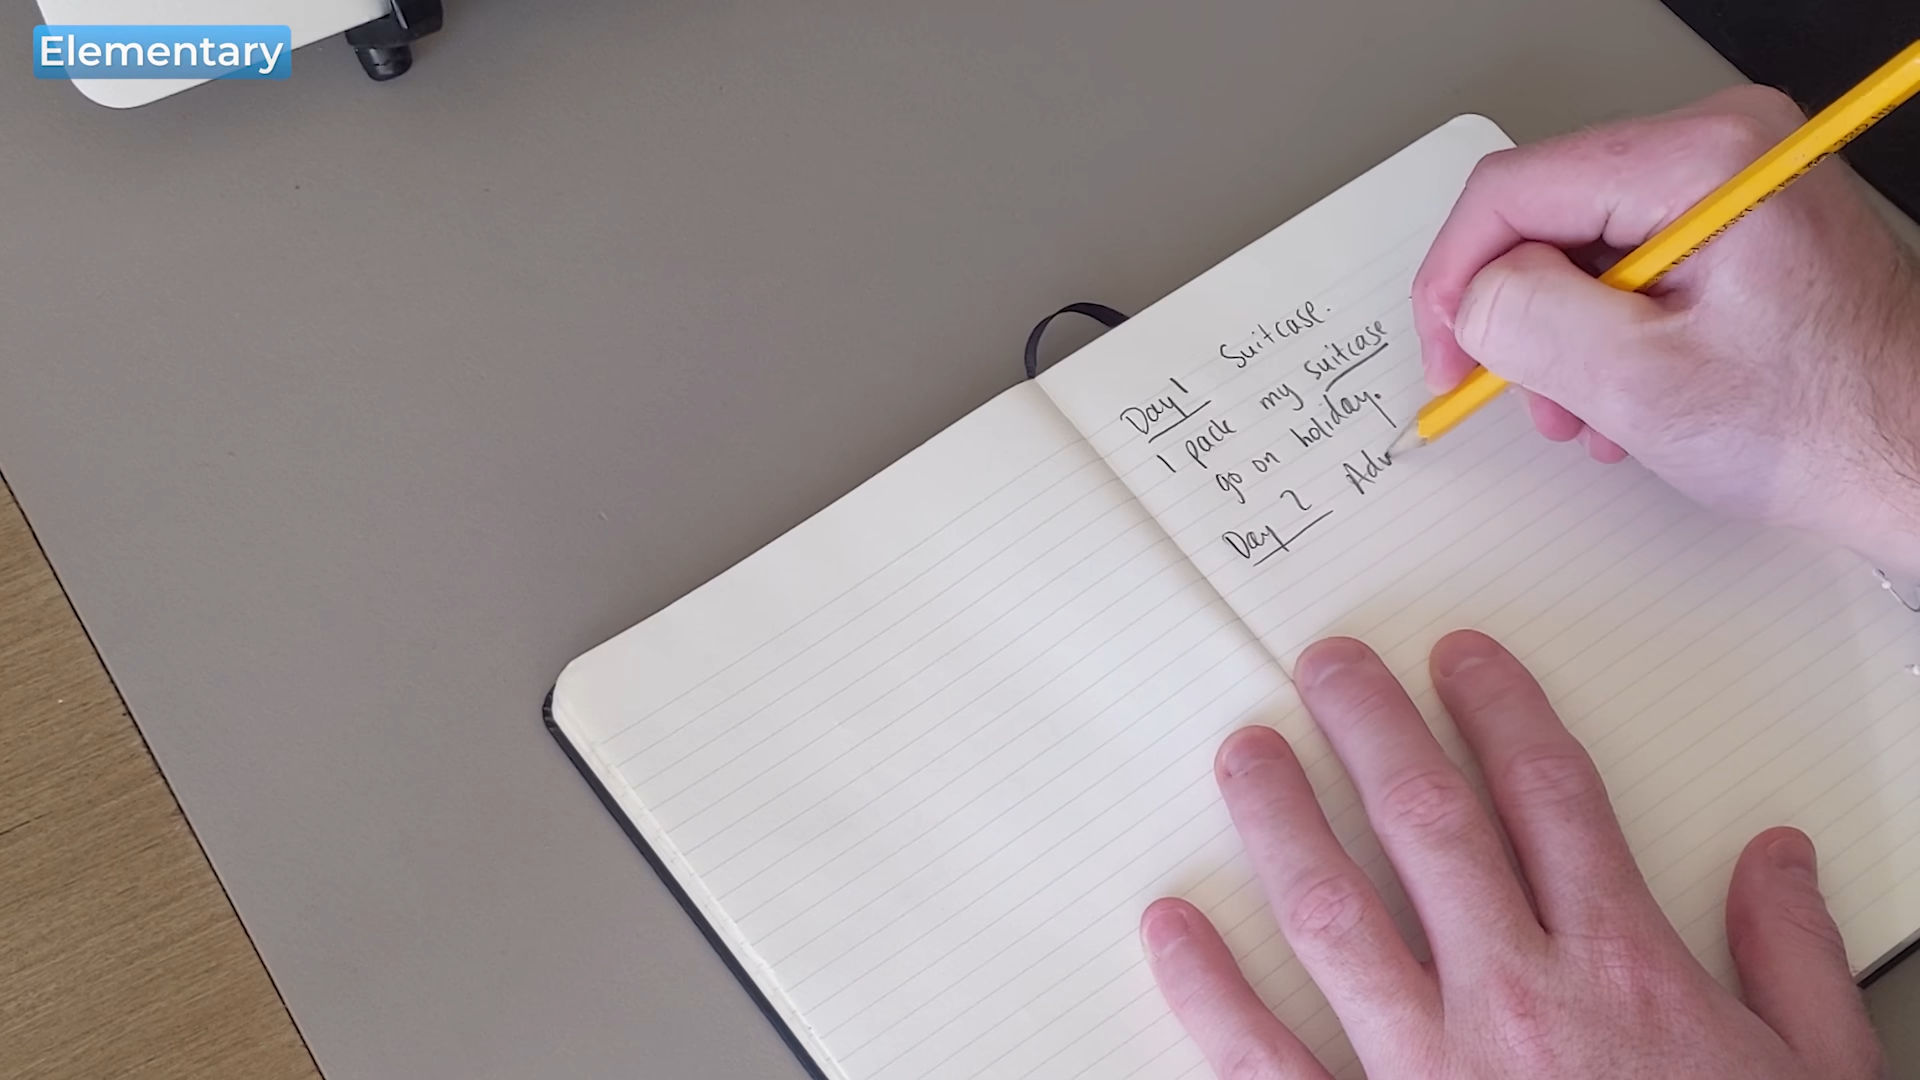 Elementary
Day 1 Suitcase.
I pack my suitcase
go on holiday.
Day 2 Adv